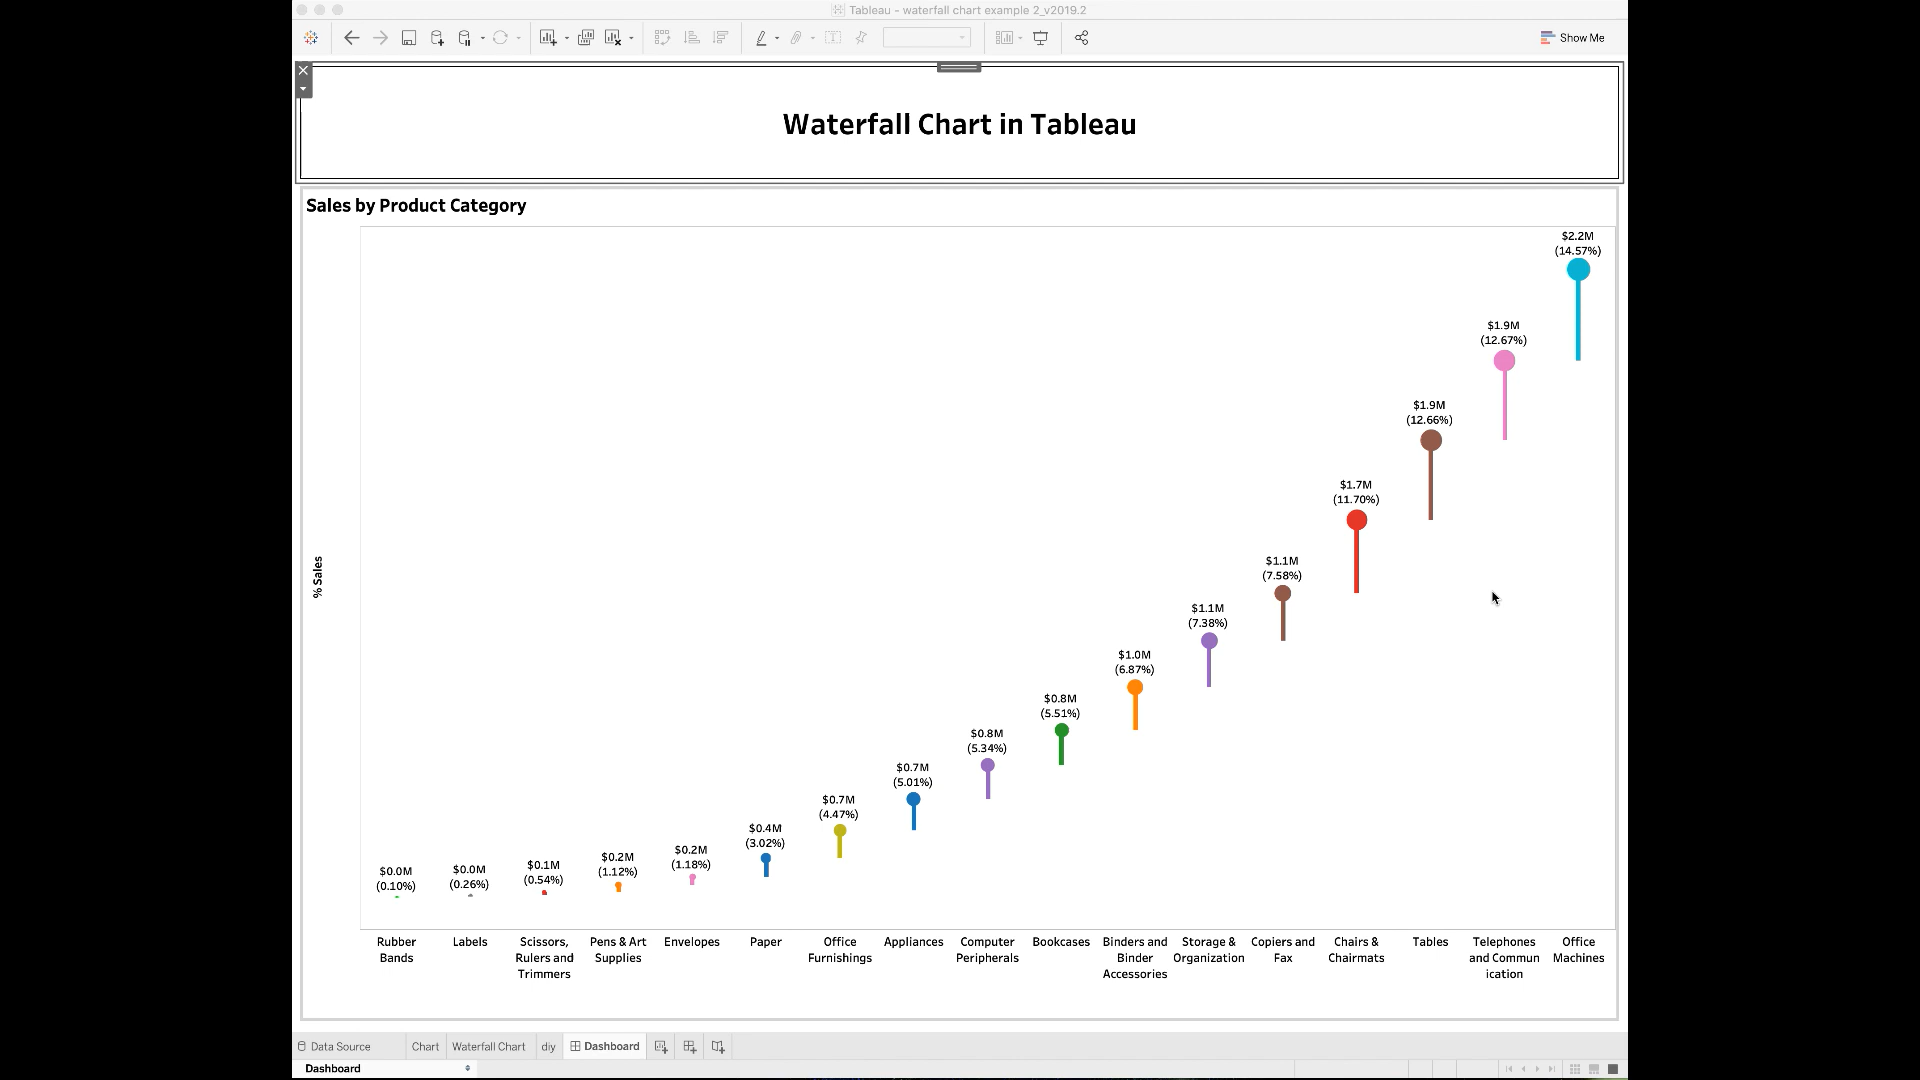 Tableau - waterfall chart example 2_v2019.2
Show Me
Waterfall Chart in Tableau
Sales by Product Category
% Sales
$2.2M
(14.57%)
$1.9M
(12.67%)
$1.9M
(12.66%)
$1.7M
(11.70%)
$1.1M
(7.58%)
$1.1M
(7.38%)
$1.0M
(6.87%)
$0.8M
(5.51%)
$0.8M
(5.34%)
$0.7M
(5.01%)
$0.7M
(4.47%)
$0.4M
(3.02%)
$0.2M
(1.18%)
$0.2M
(1.12%)
$0.1M
(0.54%)
$0.0M
(0.26%)
$0.0M
(0.10%)
Rubber
Bands
Labels
Scissors,
Rulers and
Trimmers
Pens & Art
Supplies
Envelopes
Paper
Office
Furnishings
Appliances
Computer
Peripherals
Bookcases
Binders and
Binder
Accessories
Storage &
Organization
Copiers and
Fax
Chairs &
Chairmats
Tables
Telephones
and Commun
ication
Office
Machines
Data Source
Chart
Waterfall Chart
diy
Dashboard
Dashboard